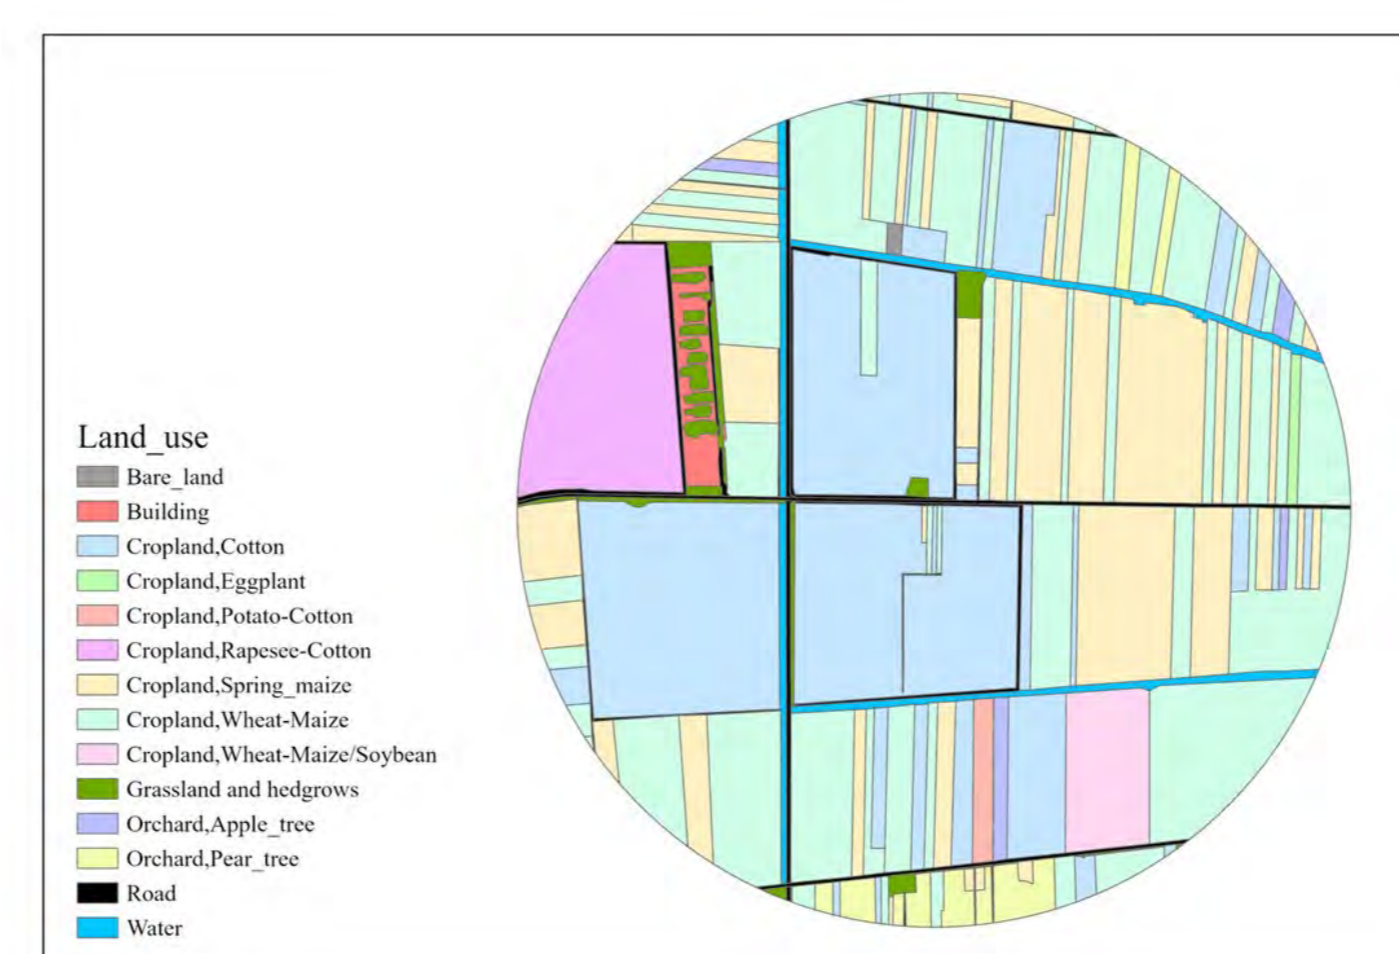 Land_use
Bare_land
Building
Cropland,Cotton
Cropland,Eggplant
Cropland,Potato-Cotton
Cropland,Rapesee-Cotton
Cropland,Spring_maize
Cropland,Wheat-Maize
Cropland,Wheat-Maize/Soybean
Grassland and hedgrows
Orchard,Apple_tree
Orchard,Pear_tree
Road
Water